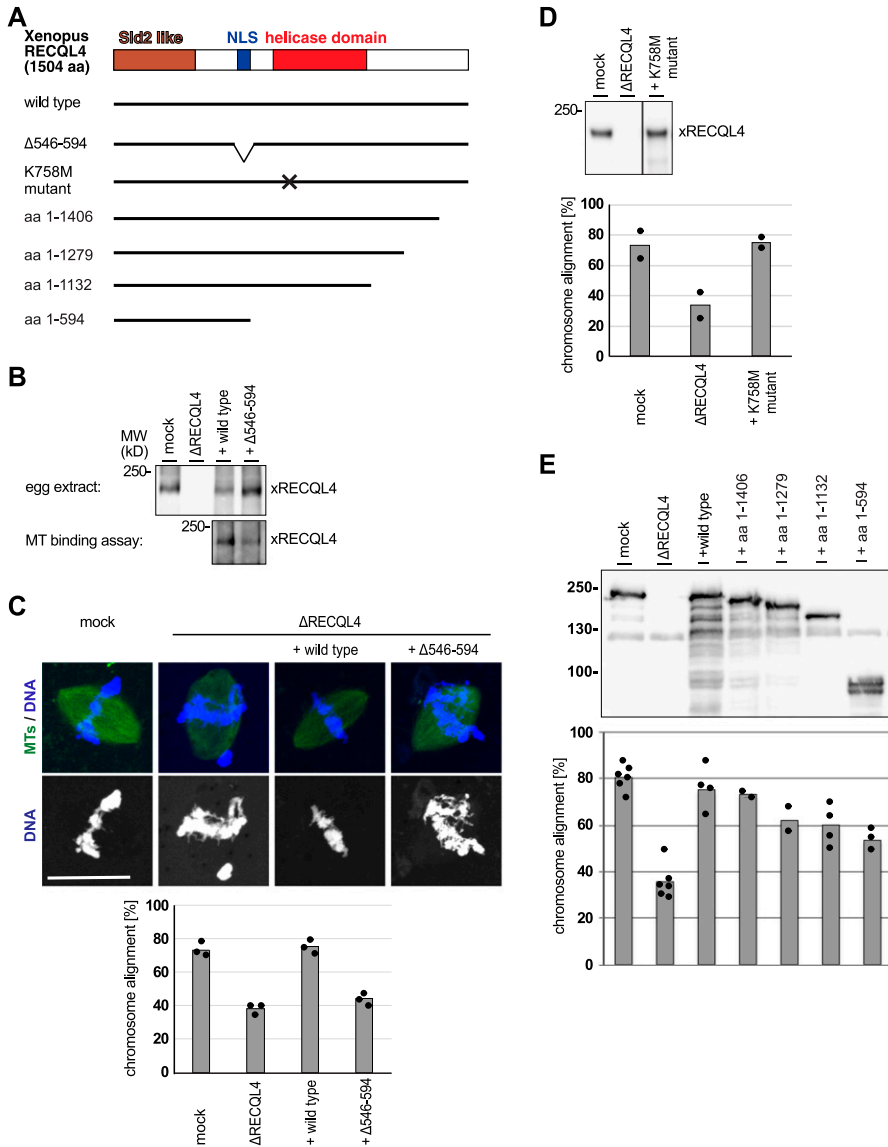 A
Xenopus
RECQL4
(1504 aa)
Sld2 like
NLS
helicase domain
wild type
Δ546-594
K758M
mutant
aa 1-1406
aa 1-1279
aa 1-1132
aa 1-594
B
MW
(kD)
mock
ΔRECQL4
+ wild type
+ Δ546-594
250
egg extract:
xRECQL4
250
MT binding assay:
xRECQL4
C
mock
ΔRECQL4
+ wild type
+ Δ546-594
MTs / DNA
DNA
chromosome alignment [%]
100
80
60
40
20
0
mock
ΔRECQL4
+ wild type
+ Δ546-594
D
mock
ΔRECQL4
+ K758M
mutant
250
xRECQL4
chromosome alignment [%]
100
80
60
40
20
0
mock
ΔRECQL4
+ K758M
mutant
E
mock
ΔRECQL4
+wild type
+ aa 1-1406
+ aa 1-1279
+ aa 1-1132
+ aa 1-594
250
130
100
chromosome alignment [%]
100
80
60
40
20
0